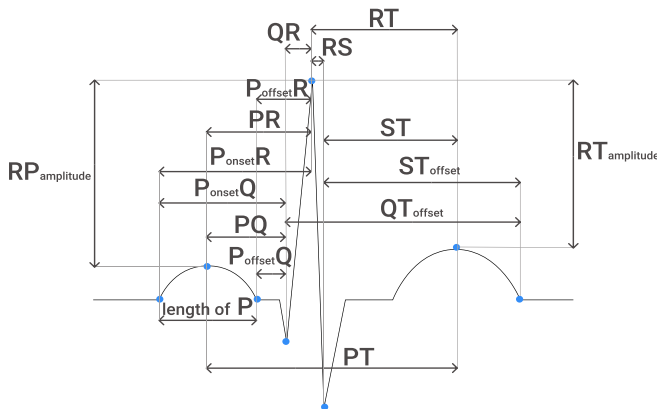 RT
QR
RS
PoffsetR
PR
ST
PonsetR
RTamplitude
RPamplitude
SToffset
PonsetQ
QToffset
PQ
PoffsetQ
length of P
PT